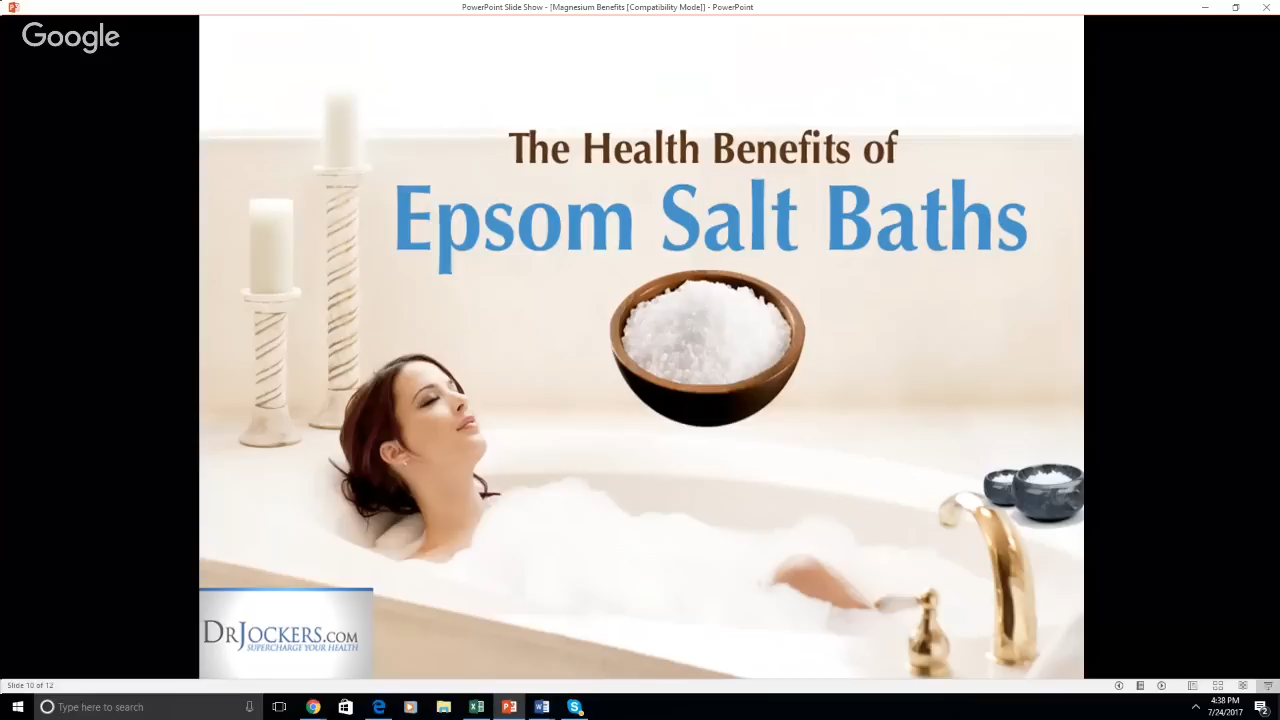 PowerPoint Slide Show - [Magnesium Benefits [Compatibility Mode]] - PowerPoint
Google
The Health Benefits of
Epsom Salt Baths
DrJockers.com
SUPERCHARGE YOUR HEALTH
Slide 10 of 12
Type here to search
4:38 PM
7/24/2017
2